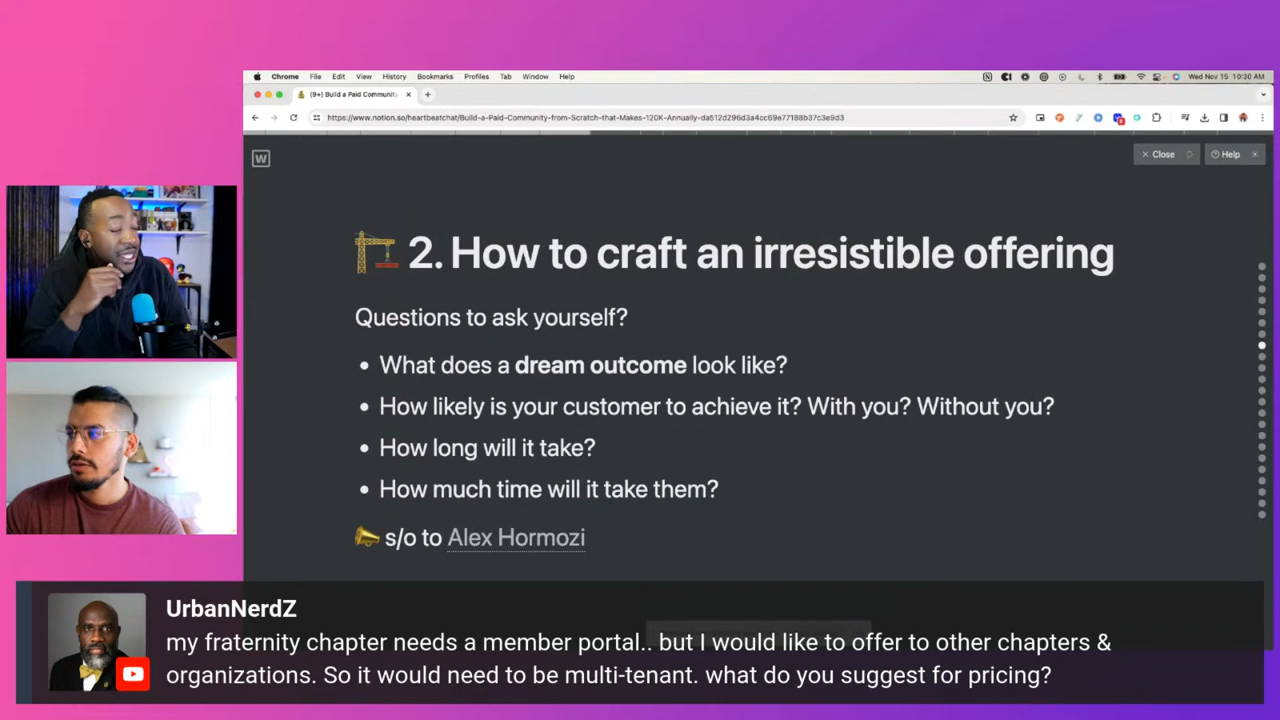 Chrome File Edit View History Bookmarks Profiles Tab Window Help Wed Nov 15 10:30 AM
(9+) Build a Paid Community
https://www.notion.so/heartbeatchat/Build-a-Paid-Community-from-Scratch-that-Makes-120K-Annually-da512d296d3a4cc69e77188b37c3e9d3
W
Close
Help
2. How to craft an irresistible offering
Questions to ask yourself?
• What does a dream outcome look like?
• How likely is your customer to achieve it? With you? Without you?
• How long will it take?
• How much time will it take them?
s/o to Alex Hormozi
UrbanNerdZ
my fraternity chapter needs a member portal.. but I would like to offer to other chapters &
organizations. So it would need to be multi-tenant. what do you suggest for pricing?